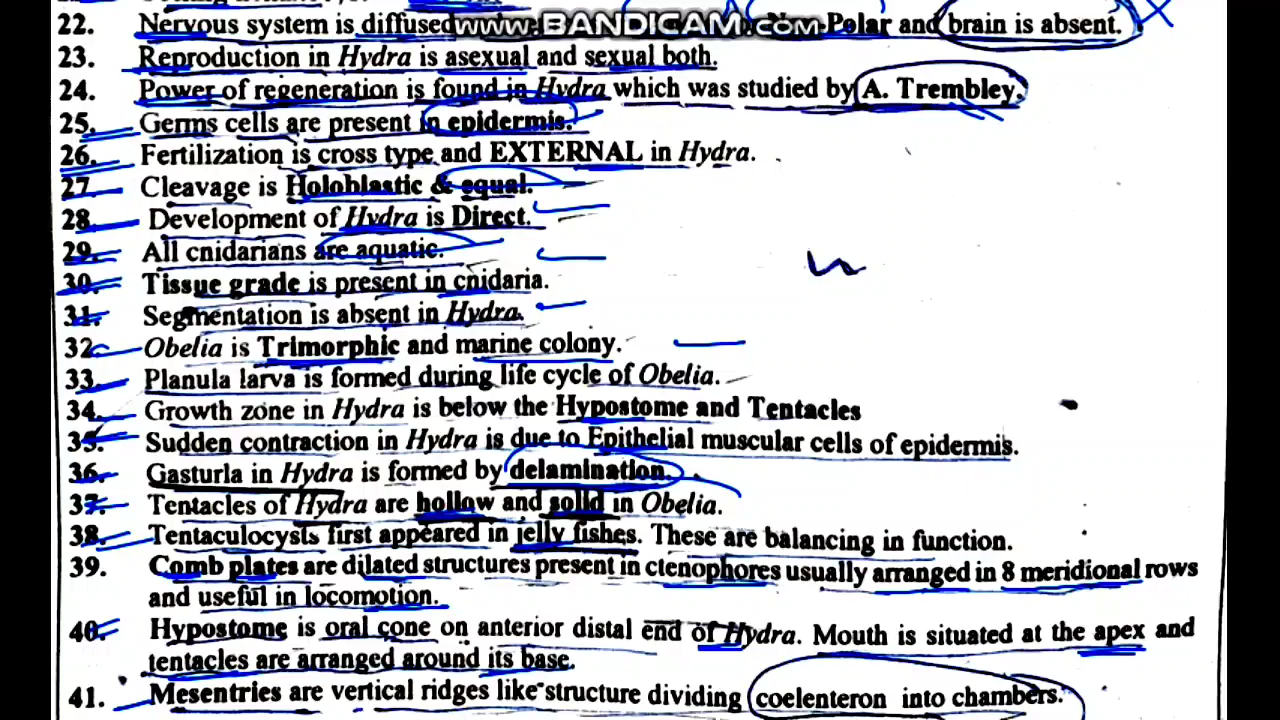 22. Nervous system is diffused www.BANDICAM.com Polar and brain is absent.
23. Reproduction in Hydra is asexual and sexual both.
24. Power of regeneration is found in Hydra which was studied by A. Trembley.
25. Germs cells are present in epidermis.
26. Fertilization is cross type and EXTERNAL in Hydra.
27. Cleavage is Holoblastic & equal.
28. Development of Hydra is Direct.
29. All cnidarians are aquatic.
30. Tissue grade is present in cnidaria.
31. Segmentation is absent in Hydra.
32. Obelia is Trimorphic and marine colony.
33. Planula larva is formed during life cycle of Obelia.
34. Growth zone in Hydra is below the Hypostome and Tentacles
35. Sudden contraction in Hydra is due to Epithelial muscular cells of epidermis.
36. Gasturla in Hydra is formed by delamination.
37. Tentacles of Hydra are hollow and solid in Obelia.
38. Tentaculocysts first appeared in jelly fishes. These are balancing in function.
39. Comb plates are dilated structures present in ctenophores usually arranged in 8 meridional rows
and useful in locomotion.
40. Hypostome is oral cone on anterior distal end of Hydra. Mouth is situated at the apex and
tentacles are arranged around its base.
41. Mesentries are vertical ridges like structure dividing coelenteron into chambers.